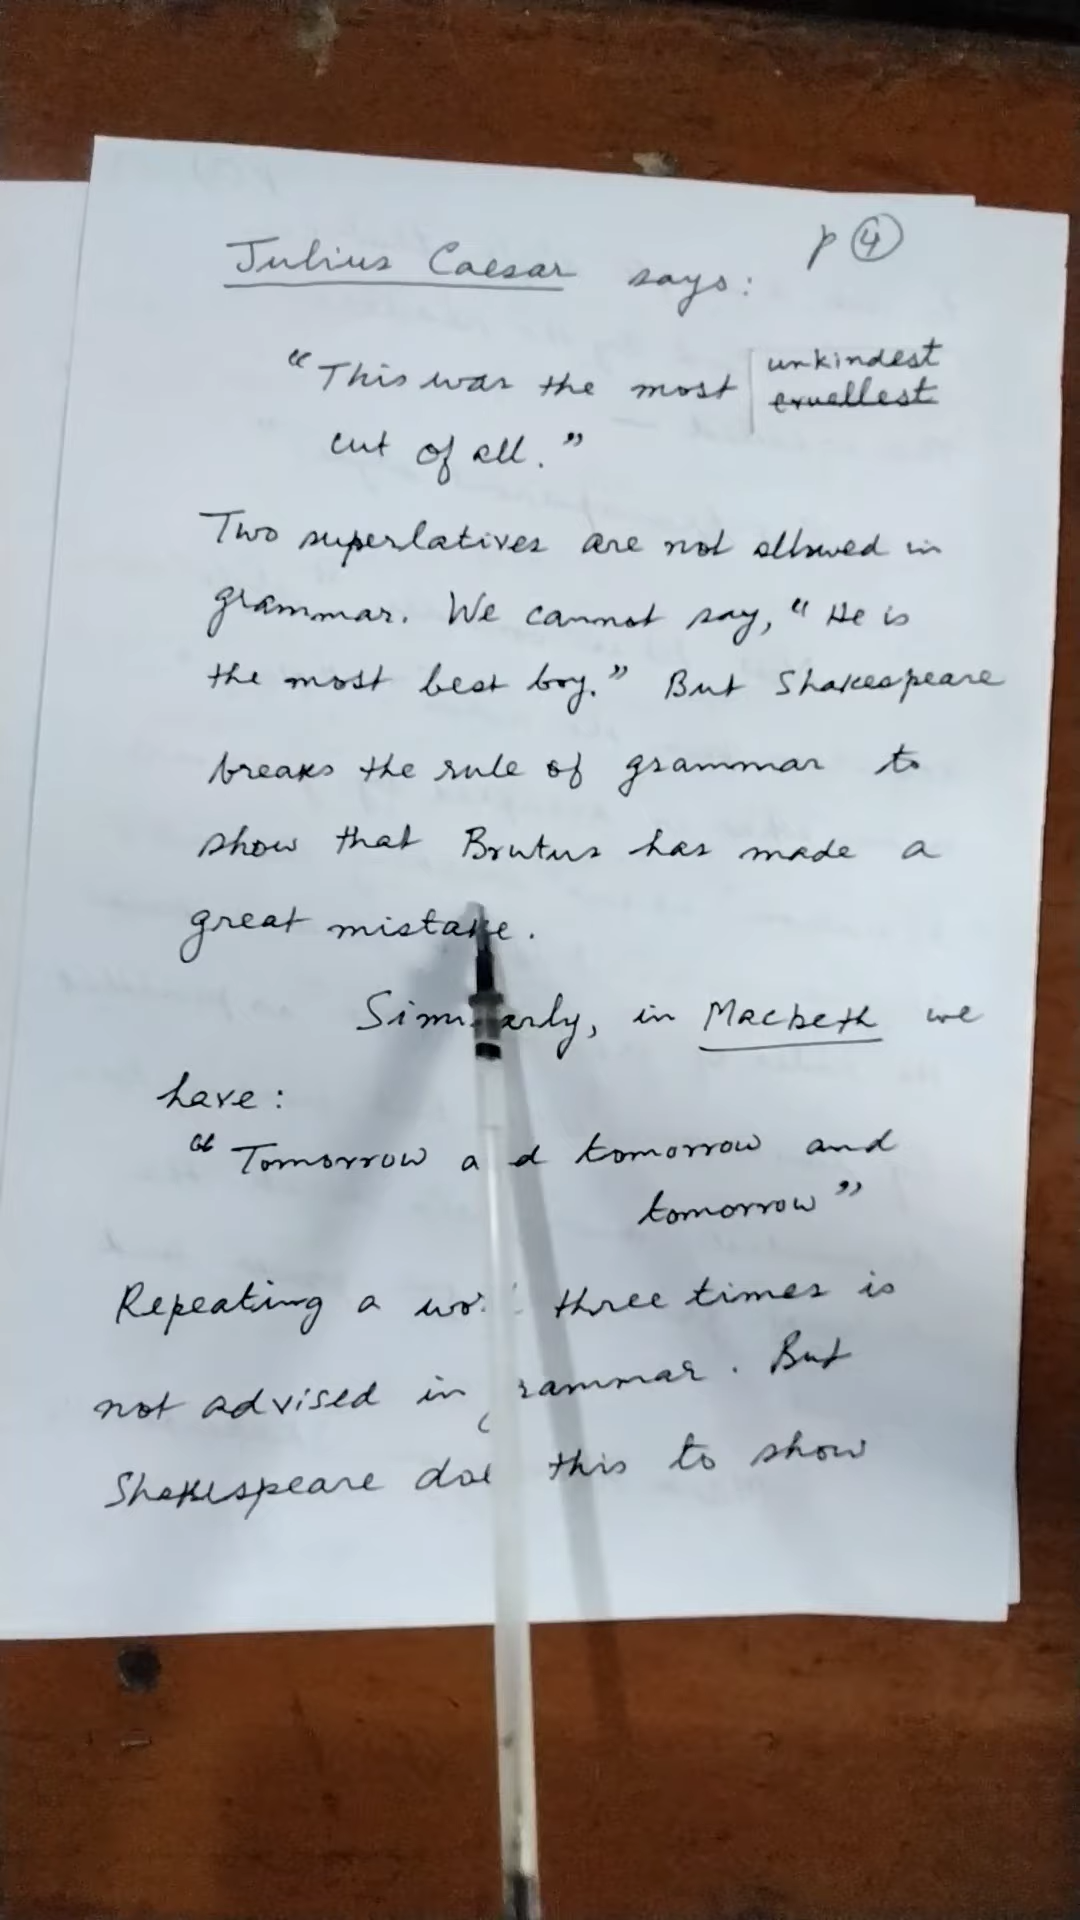 p 4
Julius Caesar says:
"This was the most unkindest
cruellest
cut of all."
Two superlatives are not allowed in
grammar. We cannot say, "He is
the most best boy." But Shakespeare
breaks the rule of grammar to
show that Brutus has made a
great mistake.
Similarly, in Macbeth we
have:
"Tomorrow and tomorrow and
tomorrow"
Repeating a word three times is
not advised in grammar. But
Shakespeare does this to show